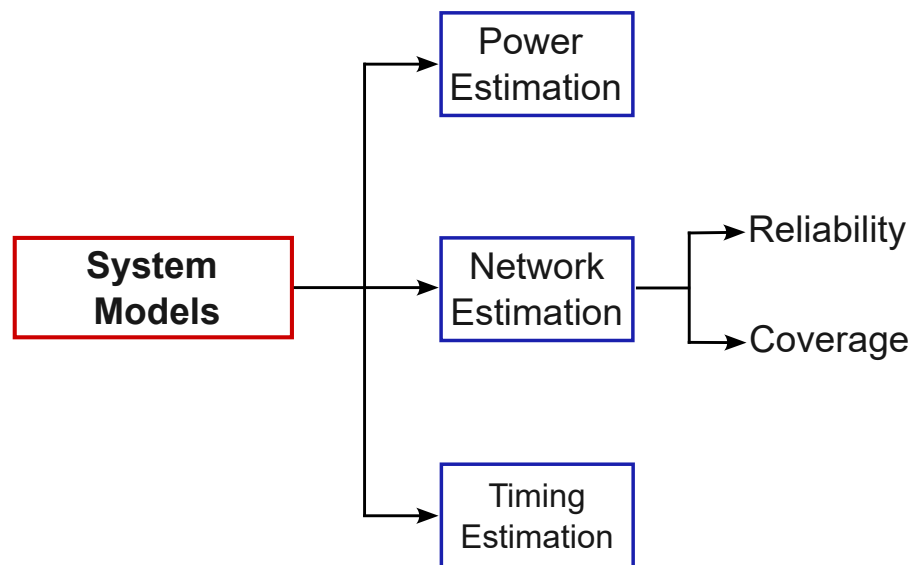 Power
Estimation
System
Models
Network
Estimation
Reliability
Coverage
Timing
Estimation